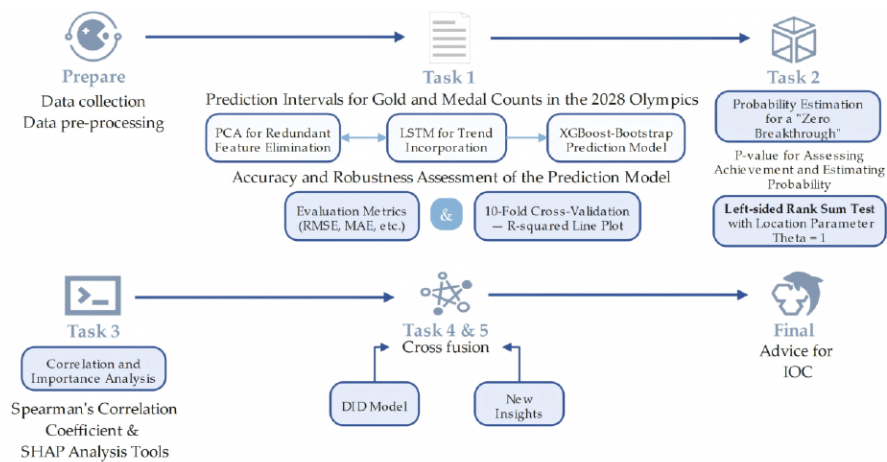 Prepare
Data collection
Data pre-processing
Task 1
Prediction Intervals for Gold and Medal Counts in the 2028 Olympics
PCA for Redundant
Feature Elimination
LSTM for Trend
Incorporation
XGBoost-Bootstrap
Prediction Model
Accuracy and Robustness Assessment of the Prediction Model
Evaluation Metrics
(RMSE, MAE, etc.)
&
10-Fold Cross-Validation
— R-squared Line Plot
Task 2
Probability Estimation
for a "Zero
Breakthrough"
P-value for Assessing
Achievement and Estimating
Probability
Left-sided Rank Sum Test
with Location Parameter
Theta = 1
Task 3
Correlation and
Importance Analysis
Spearman's Correlation
Coefficient &
SHAP Analysis Tools
Task 4 & 5
Cross fusion
DID Model
New
Insights
Final
Advice for
IOC